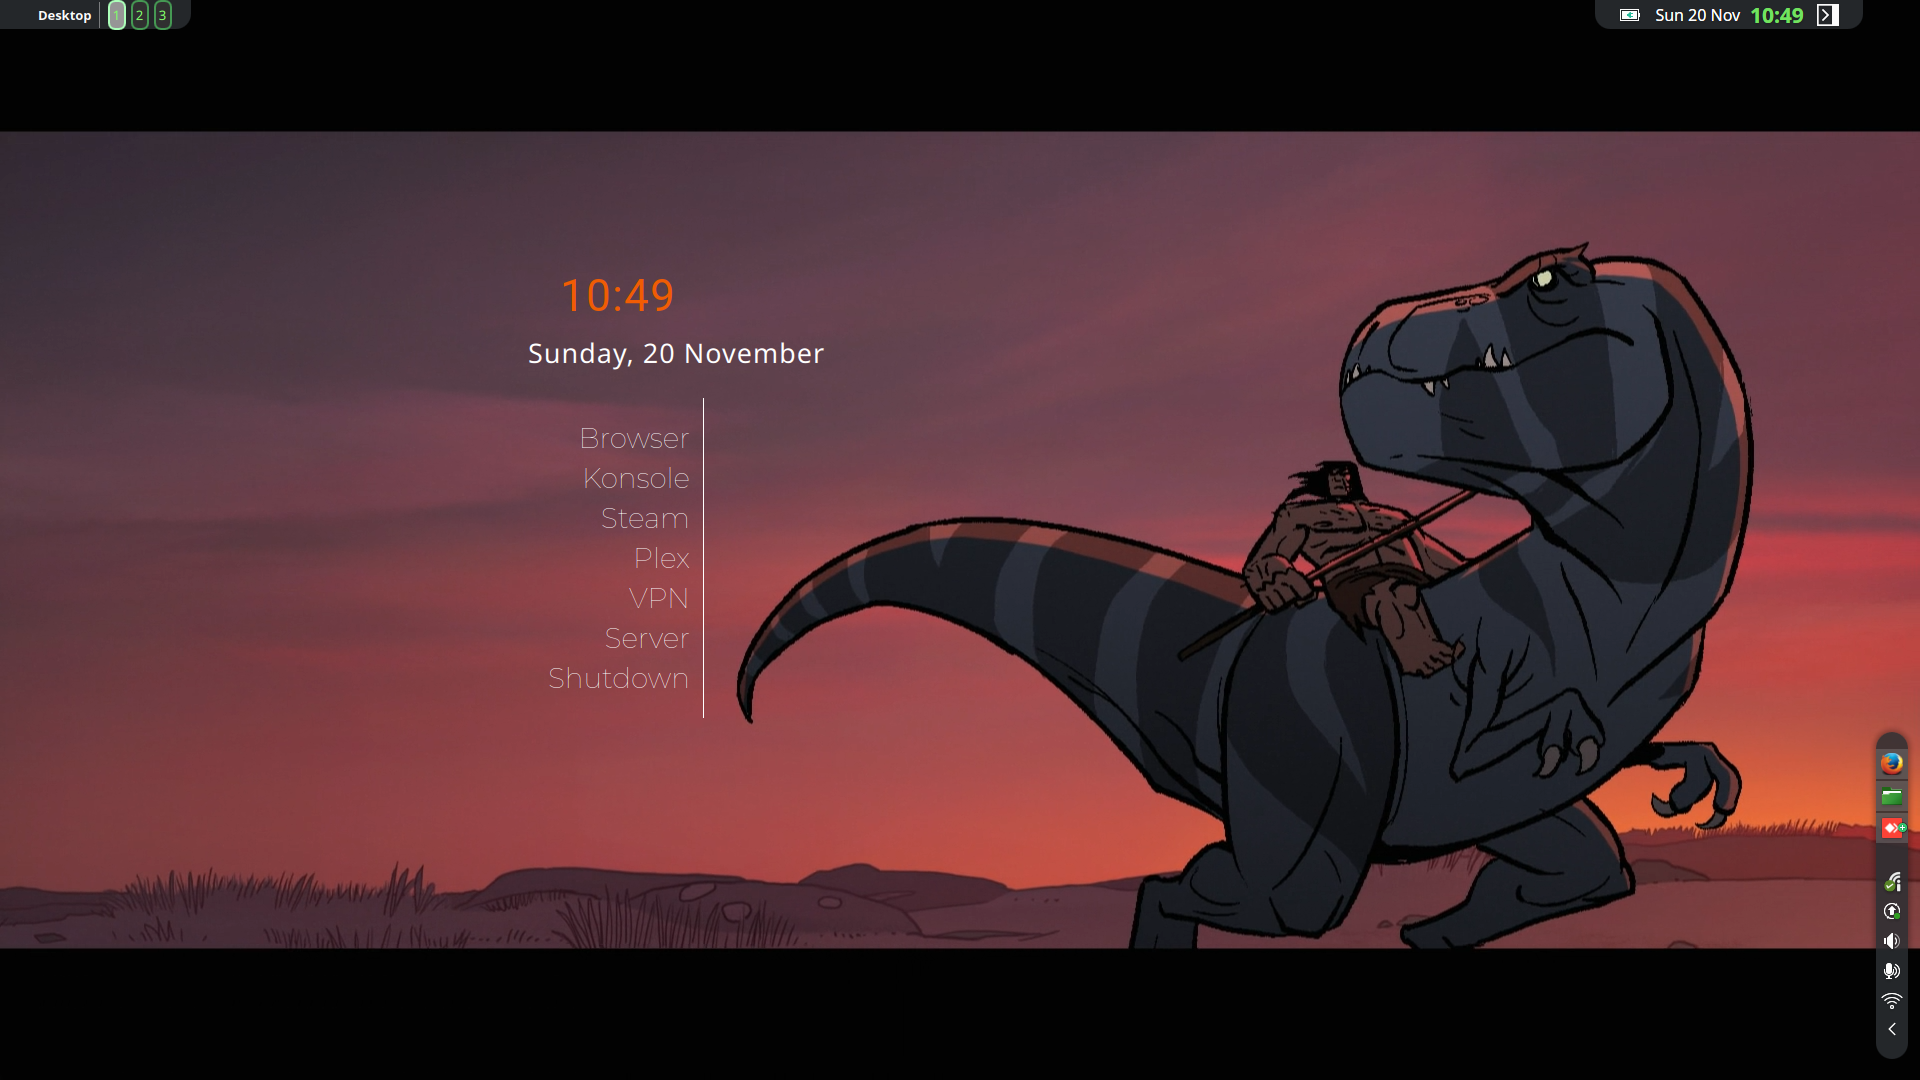 Desktop 1 2 3
Sun 20 Nov 10:49
10:49
Sunday, 20 November
Browser
Konsole
Steam
Plex
VPN
Server
Shutdown